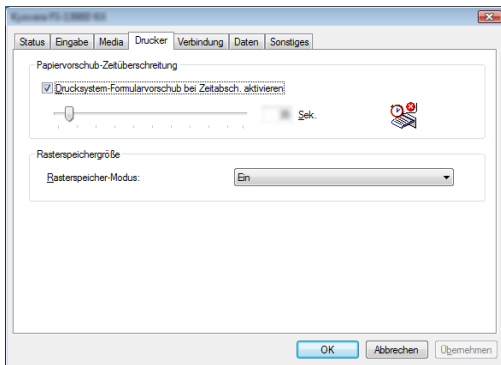 Status Eingabe Media Drucker Verbindung Daten Sonstiges
Papiervorschub-Zeitüberschreitung
Drucksystem-Formularvorschub bei Zeitabsch. aktivieren
Sek.
Rasterspeichergröße
Rasterspeicher-Modus: Ein
OK Abbrechen Übernehmen